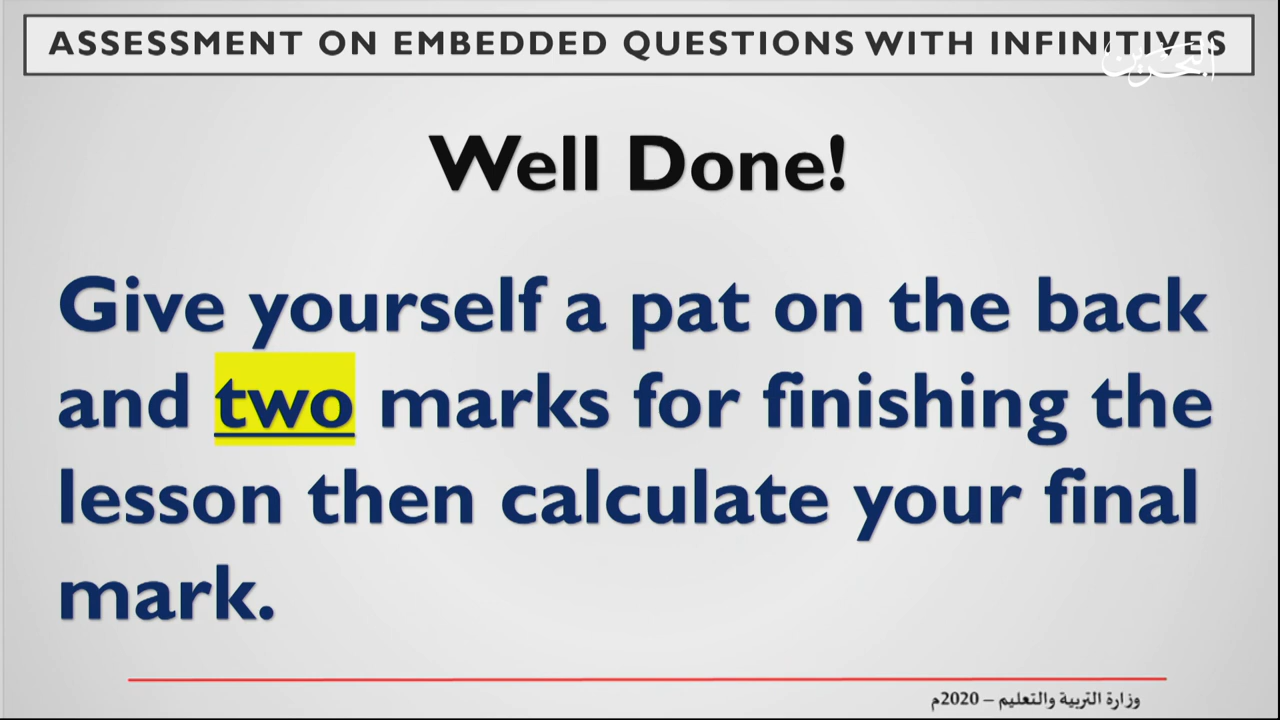 ASSESSMENT ON EMBEDDED QUESTIONS WITH INFINITIVES
البحرين
Well Done!
Give yourself a pat on the back
and two marks for finishing the
lesson then calculate your final
mark.
وزارة التربية والتعليم – 2020م